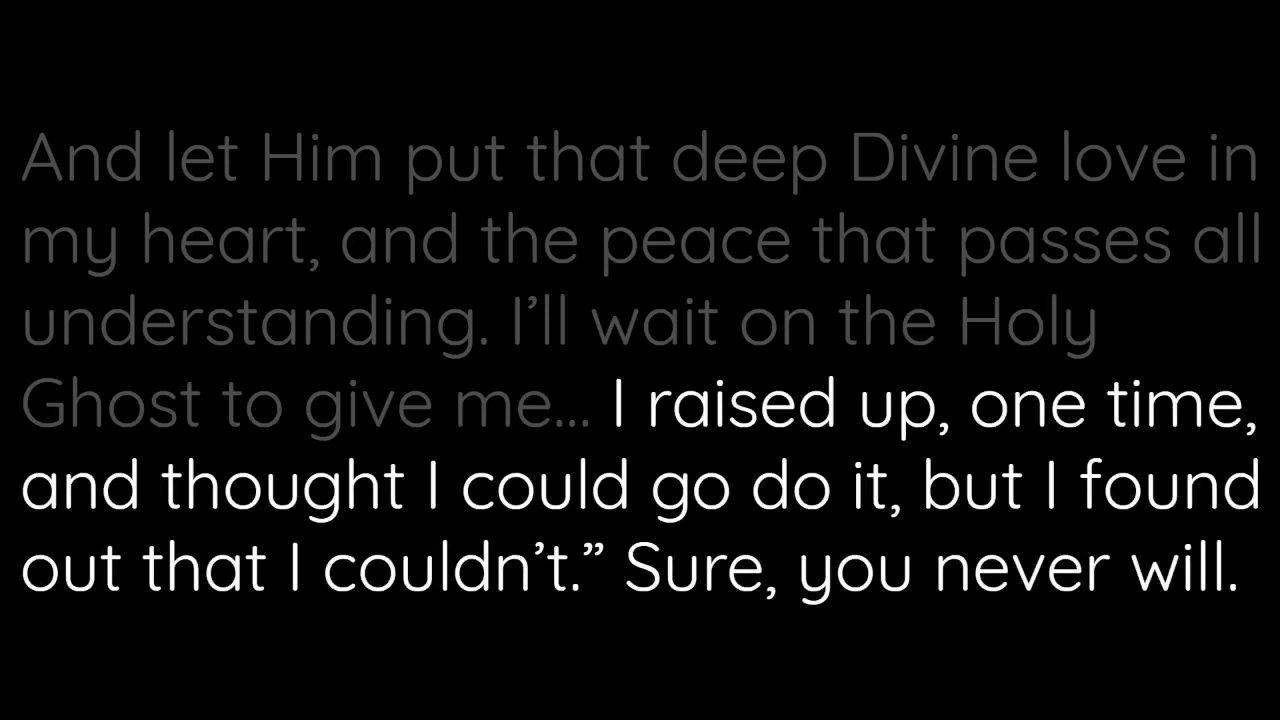 And let Him put that deep Divine love in
my heart, and the peace that passes all
understanding. I’ll wait on the Holy
Ghost to give me... I raised up, one time,
and thought I could go do it, but I found
out that I couldn’t.” Sure, you never will.